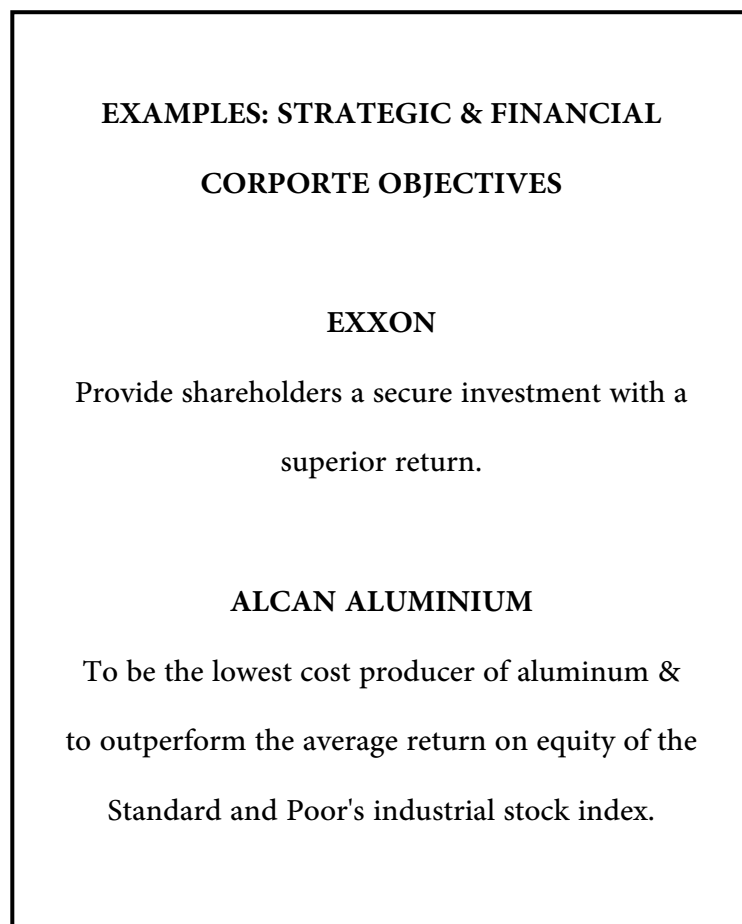 EXAMPLES: STRATEGIC & FINANCIAL
CORPORTE OBJECTIVES
EXXON
Provide shareholders a secure investment with a
superior return.
ALCAN ALUMINIUM
To be the lowest cost producer of aluminum &
to outperform the average return on equity of the
Standard and Poor's industrial stock index.